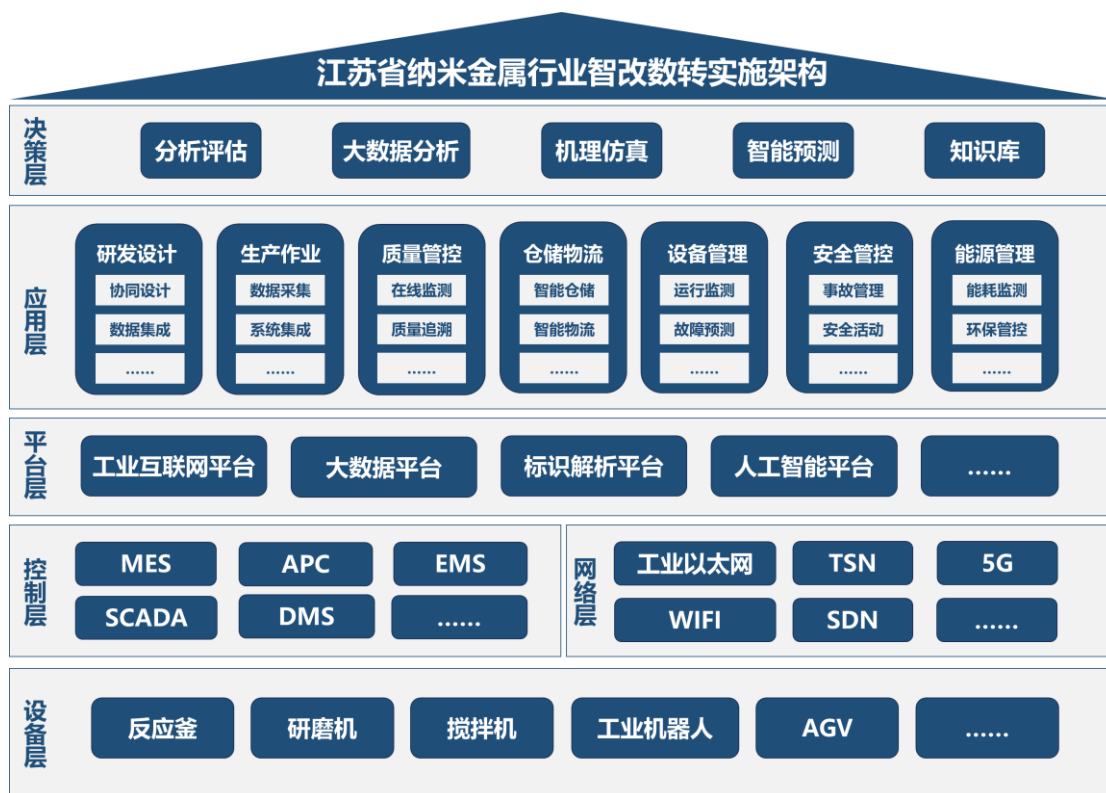 江苏省纳米金属行业智改数转实施架构
决策层
分析评估
大数据分析
机理仿真
智能预测
知识库
应用层
研发设计
协同设计
数据集成
……
生产作业
数据采集
系统集成
……
质量管控
在线监测
质量追溯
……
仓储物流
智能仓储
智能物流
……
设备管理
运行监测
故障预测
……
安全管控
事故管理
安全活动
……
能源管理
能耗监测
环保管控
……
平台层
工业互联网平台
大数据平台
标识解析平台
人工智能平台
……
控制层
MES
APC
EMS
SCADA
DMS
……
网络层
工业以太网
TSN
5G
WIFI
SDN
……
设备层
反应釜
研磨机
搅拌机
工业机器人
AGV
……